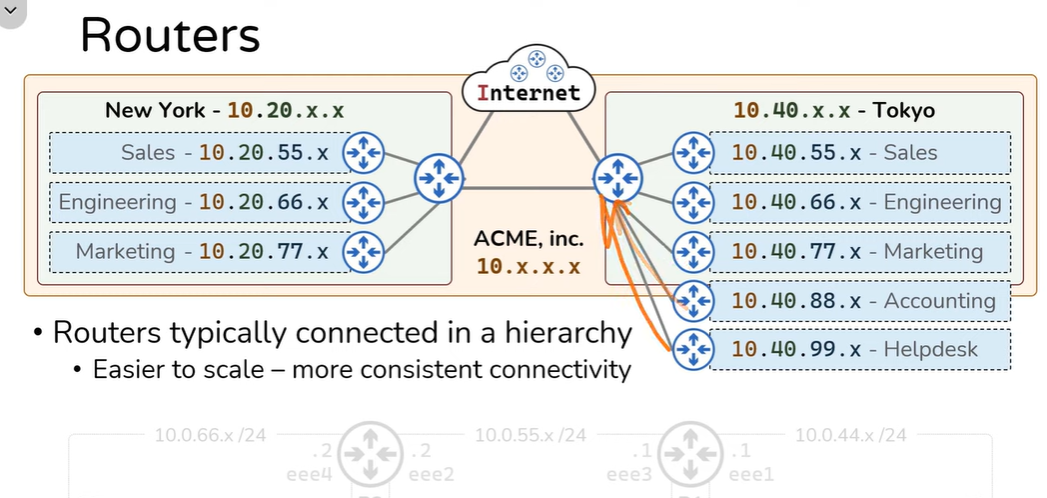 Routers
Internet
New York - 10.20.x.x
Sales - 10.20.55.x
Engineering - 10.20.66.x
Marketing - 10.20.77.x
ACME, inc.
10.x.x.x
10.40.x.x - Tokyo
10.40.55.x - Sales
10.40.66.x - Engineering
10.40.77.x - Marketing
10.40.88.x - Accounting
10.40.99.x - Helpdesk
• Routers typically connected in a hierarchy
• Easier to scale – more consistent connectivity
10.0.66.x /24
10.0.55.x /24
10.0.44.x /24
.2
.2
.1
.1
eee4
eee2
eee3
eee1